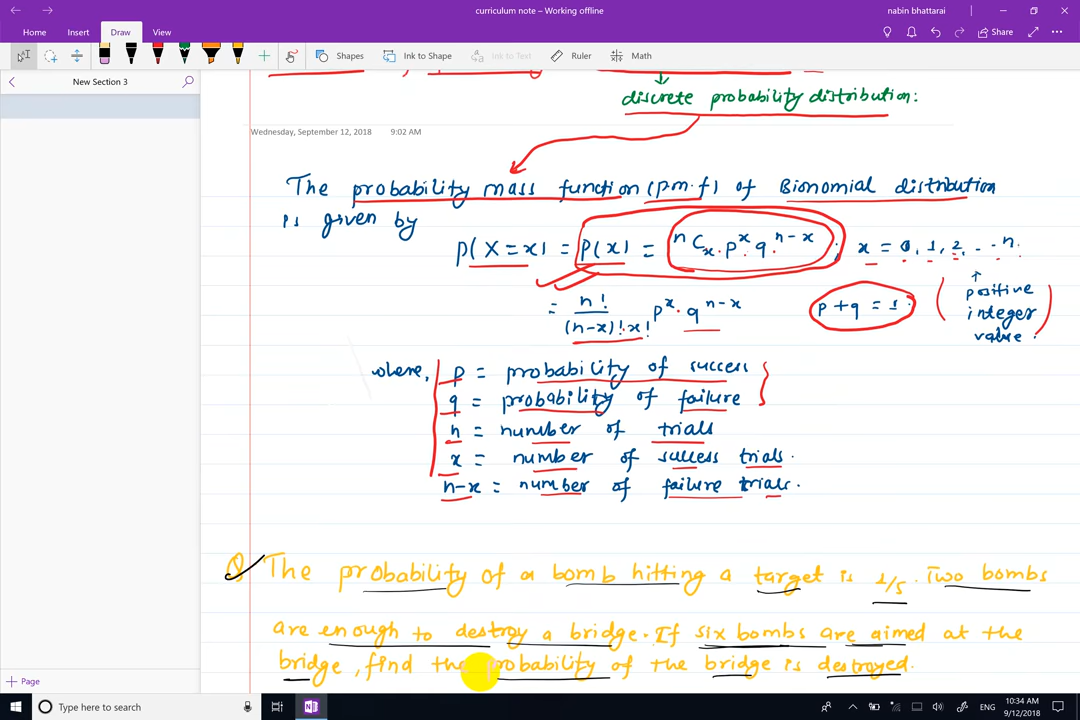 curriculum note – Working offline
nabin bhattarai
Home Insert Draw View
Share
Shapes Ink to Shape Ink to Text Ruler Math
New Section 3
discrete probability distribution:
Wednesday, September 12, 2018 9:02 AM
The probability mass function (p.m.f) of Bionomial distribution
is given by
p(X=x) = p(x) = ⁿCₓ.pˣqⁿ⁻ˣ; x = 0, 1, 2, - - n.
= n!/(n-x)!x! pˣ.qⁿ⁻ˣ p+q = 1. (positive
integer
value.)
where, p = probability of success
q = probability of failure
n = number of trials
x = number of success trials.
n-x = number of failure trials.
Q The probability of a bomb hitting a target is 1/5. Two bombs
are enough to destroy a bridge. If six bombs are aimed at the
bridge, find the probability of the bridge is destroyed.
+ Page
Type here to search
ENG
10:34 AM
9/12/2018